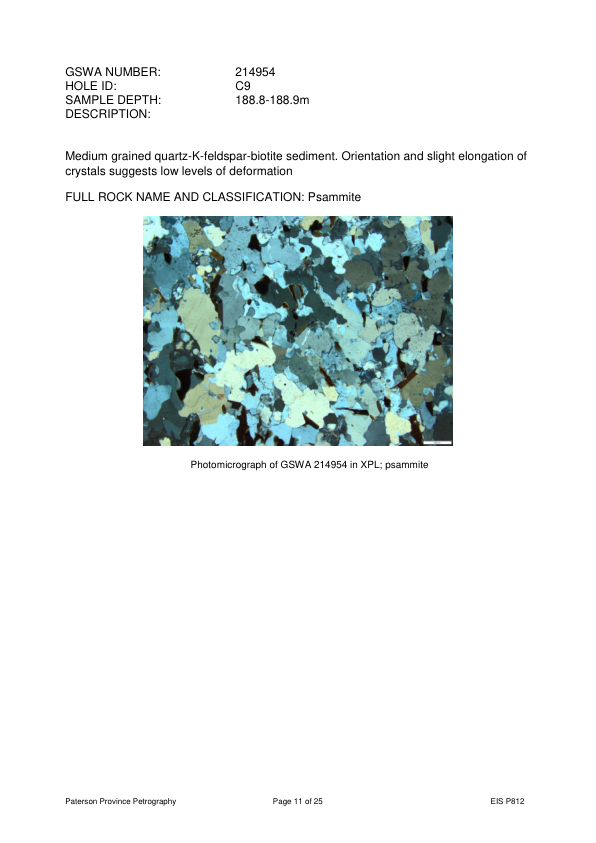 GSWA NUMBER: 214954
HOLE ID: C9
SAMPLE DEPTH: 188.8-188.9m
DESCRIPTION:
Medium grained quartz-K-feldspar-biotite sediment. Orientation and slight elongation of
crystals suggests low levels of deformation
FULL ROCK NAME AND CLASSIFICATION: Psammite
Photomicrograph of GSWA 214954 in XPL; psammite
Paterson Province Petrography Page 11 of 25 EIS P812